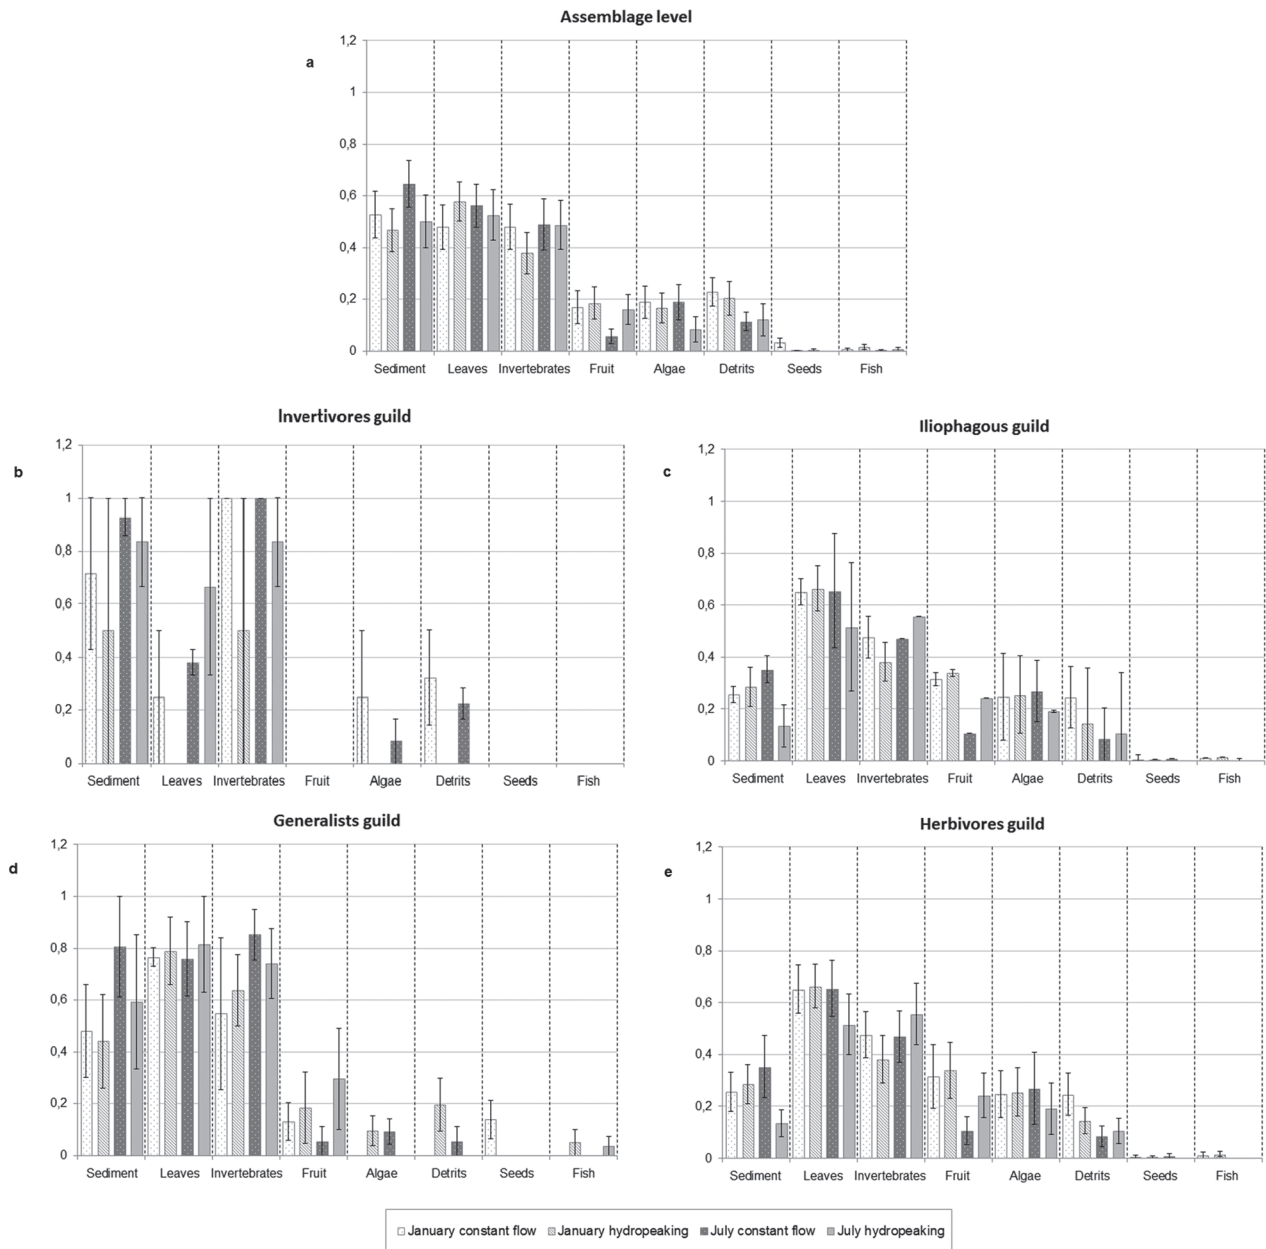 Assemblage level
a
1,2
1
0,8
0,6
0,4
0,2
0
Sediment Leaves Invertebrates Fruit Algae Detrits Seeds Fish
Invertivores guild
b
1,2
1
0,8
0,6
0,4
0,2
0
Sediment Leaves Invertebrates Fruit Algae Detrits Seeds Fish
Iliophagous guild
c
1,2
1
0,8
0,6
0,4
0,2
0
Sediment Leaves Invertebrates Fruit Algae Detrits Seeds Fish
Generalists guild
d
1,2
1
0,8
0,6
0,4
0,2
0
Sediment Leaves Invertebrates Fruit Algae Detrits Seeds Fish
Herbivores guild
e
1,2
1
0,8
0,6
0,4
0,2
0
Sediment Leaves Invertebrates Fruit Algae Detrits Seeds Fish
January constant flow January hydropeaking July constant flow July hydropeaking